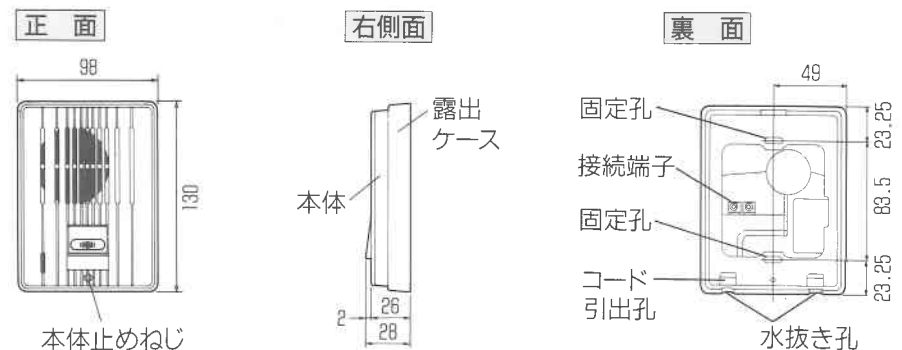 正 面
98
130
本体止めねじ
右側面
露出
ケース
本体
2
26
28
裏 面
49
固定孔
接続端子
固定孔
コード
引出孔
23.25
83.5
23.25
水抜き孔